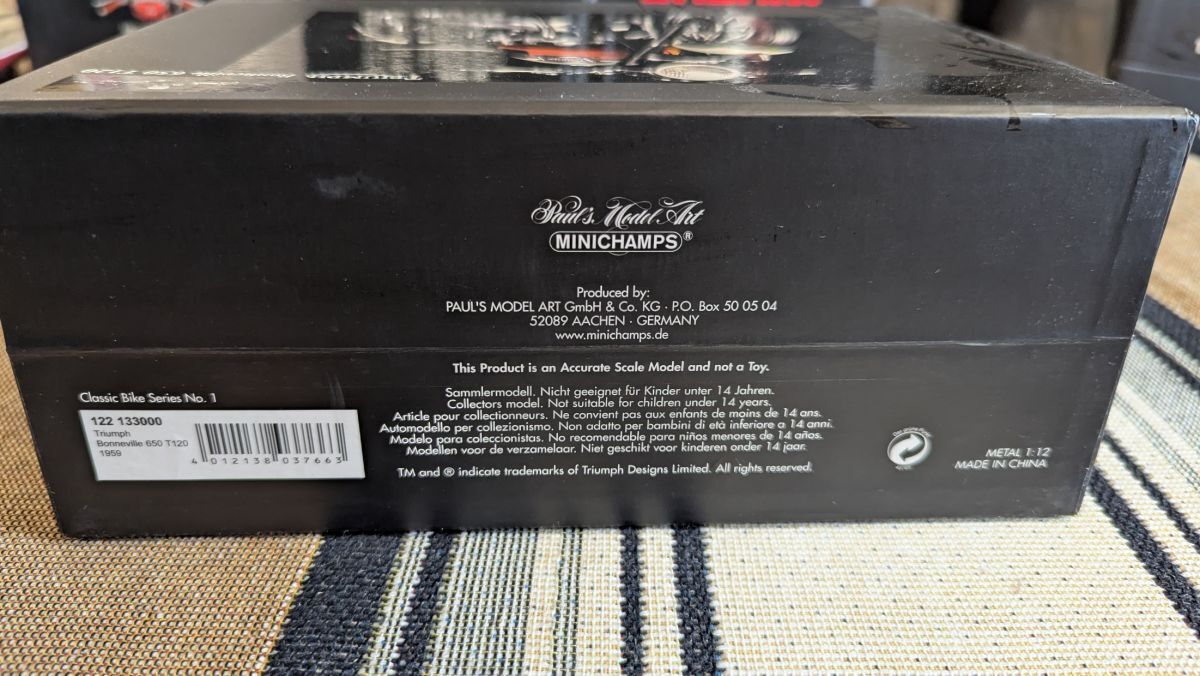 Paul's Model Art
MINICHAMPS®
Produced by:
PAUL'S MODEL ART GmbH & Co. KG · P.O. Box 50 05 04
52089 AACHEN · GERMANY
www.minichamps.de
This Product is an Accurate Scale Model and not a Toy.
Sammlermodell. Nicht geeignet für Kinder unter 14 Jahren.
Collectors model. Not suitable for children under 14 years.
Article pour collectionneurs. Ne convient pas aux enfants de moins de 14 ans.
Automodello per collezionismo. Non adatto per bambini di età inferiore a 14 anni.
Modelo para coleccionistas. No recomendable para niños menores de 14 años.
Modellen voor de verzamelaar. Niet geschikt voor kinderen onder 14 jaar.
TM and ® indicate trademarks of Triumph Designs Limited. All rights reserved.
Classic Bike Series No. 1
122 133000
Triumph
Bonneville 650 T120
1959
4 012138 037663
METAL 1:12
MADE IN CHINA